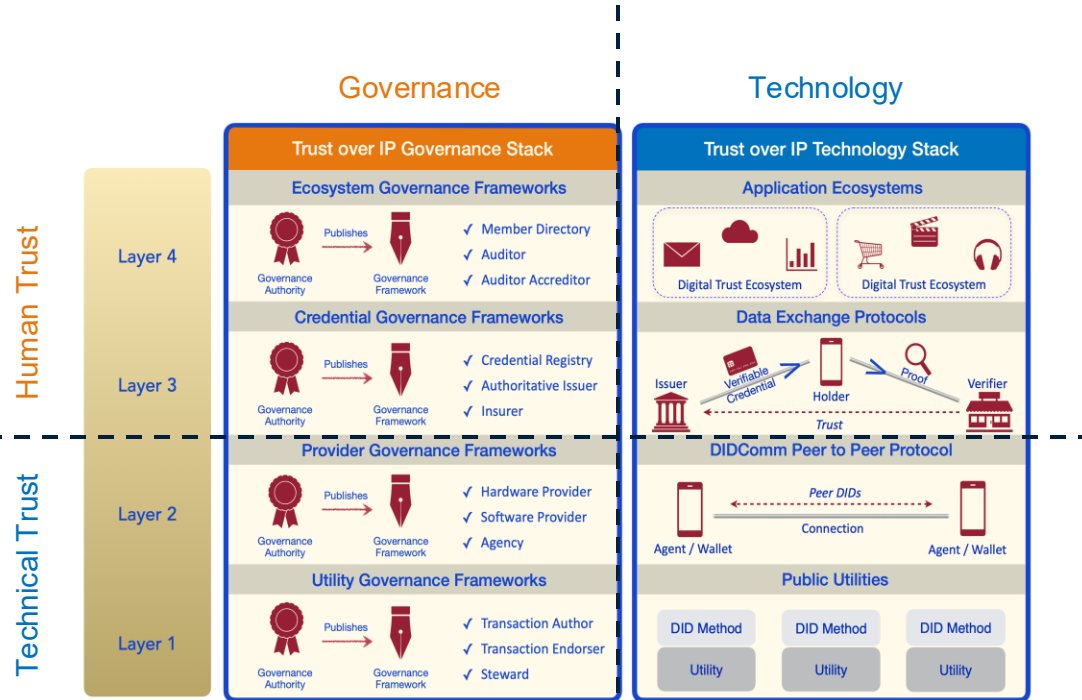 Governance
Technology
Human Trust
Technical Trust
Trust over IP Governance Stack
Trust over IP Technology Stack
Layer 4
Ecosystem Governance Frameworks
Publishes
Governance
Authority
Governance
Framework
✓ Member Directory
✓ Auditor
✓ Auditor Accreditor
Application Ecosystems
Digital Trust Ecosystem
Digital Trust Ecosystem
Layer 3
Credential Governance Frameworks
Publishes
Governance
Authority
Governance
Framework
✓ Credential Registry
✓ Authoritative Issuer
✓ Insurer
Data Exchange Protocols
Issuer
Verifiable
Credential
Holder
Proof
Verifier
Trust
Layer 2
Provider Governance Frameworks
Publishes
Governance
Authority
Governance
Framework
✓ Hardware Provider
✓ Software Provider
✓ Agency
DIDComm Peer to Peer Protocol
Peer DIDs
Connection
Agent / Wallet
Agent / Wallet
Layer 1
Utility Governance Frameworks
Publishes
Governance
Authority
Governance
Framework
✓ Transaction Author
✓ Transaction Endorser
✓ Steward
Public Utilities
DID Method
DID Method
DID Method
Utility
Utility
Utility